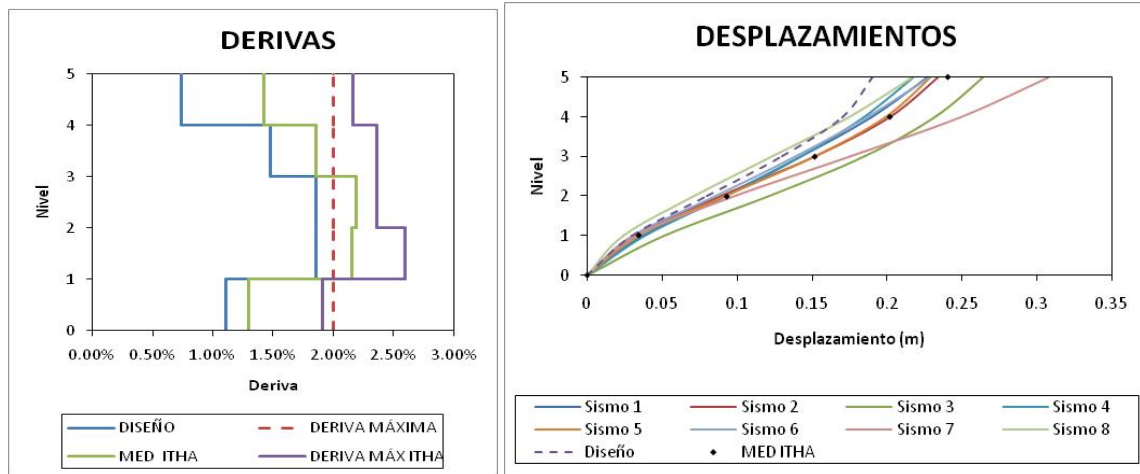 DERIVAS
5
4
3
2
1
0
Nivel
0.00% 0.50% 1.00% 1.50% 2.00% 2.50% 3.00%
Deriva
DISEÑO DERIVA MÁXIMA
MED ITHA DERIVA MÁX ITHA
DESPLAZAMIENTOS
5
4
3
2
1
0
Nivel
0 0.05 0.1 0.15 0.2 0.25 0.3 0.35
Desplazamiento (m)
Sismo 1 Sismo 2 Sismo 3 Sismo 4
Sismo 5 Sismo 6 Sismo 7 Sismo 8
Diseño MED ITHA